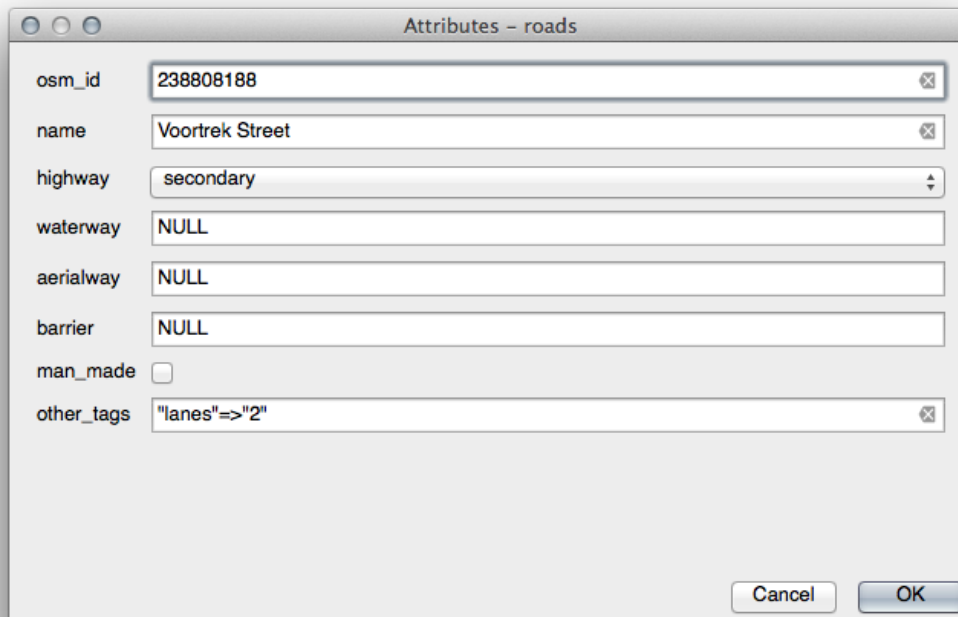 Attributes – roads
osm_id 238808188
name Voortrek Street
highway secondary
waterway NULL
aerialway NULL
barrier NULL
man_made
other_tags "lanes"=>"2"
Cancel OK